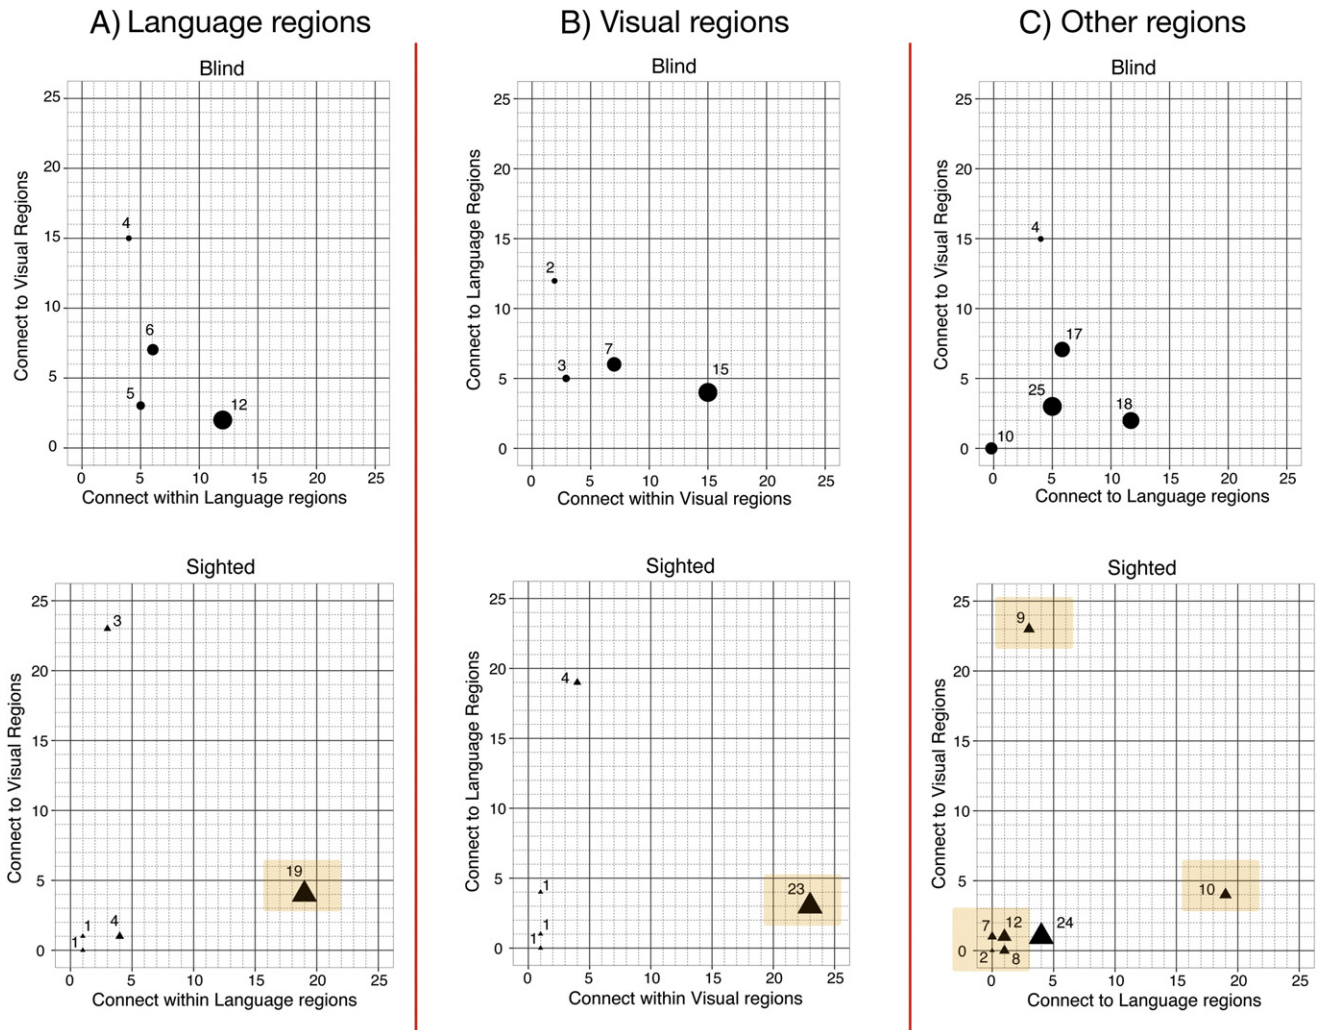 A) Language regions
Blind
25
20
15
10
5
0
4
6
5
12
0 5 10 15 20 25
Connect to Visual Regions
Connect within Language regions
Sighted
25
20
15
10
5
0
3
19
1
4
1
0 5 10 15 20 25
Connect to Visual Regions
Connect within Language regions
B) Visual regions
Blind
25
20
15
10
5
0
2
3
7
15
0 5 10 15 20 25
Connect to Language Regions
Connect within Visual regions
Sighted
25
20
15
10
5
0
4
1
23
1
1
0 5 10 15 20 25
Connect to Language Regions
Connect within Visual regions
C) Other regions
Blind
25
20
15
10
5
0
4
17
25
18
10
0 5 10 15 20 25
Connect to Visual Regions
Connect to Language regions
Sighted
25
20
15
10
5
0
9
10
7 12 24
2 8
0 5 10 15 20 25
Connect to Visual Regions
Connect to Language regions